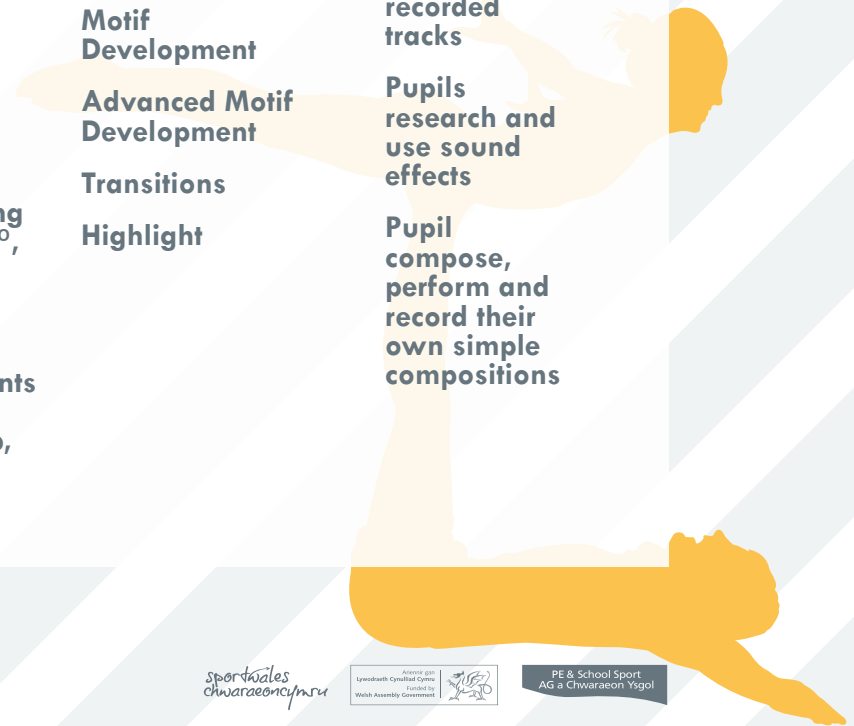 ng
o,
nts
,
Motif
Development
Advanced Motif
Development
Transitions
Highlight
recorded
tracks
Pupils
research and
use sound
effects
Pupil
compose,
perform and
record their
own simple
compositions
sportwales
chwaraeoncymru
Ariennir gan
Lywodraeth Cynulliad Cymru
Funded by
Welsh Assembly Government
PE & School Sport
AG a Chwaraeon Ysgol